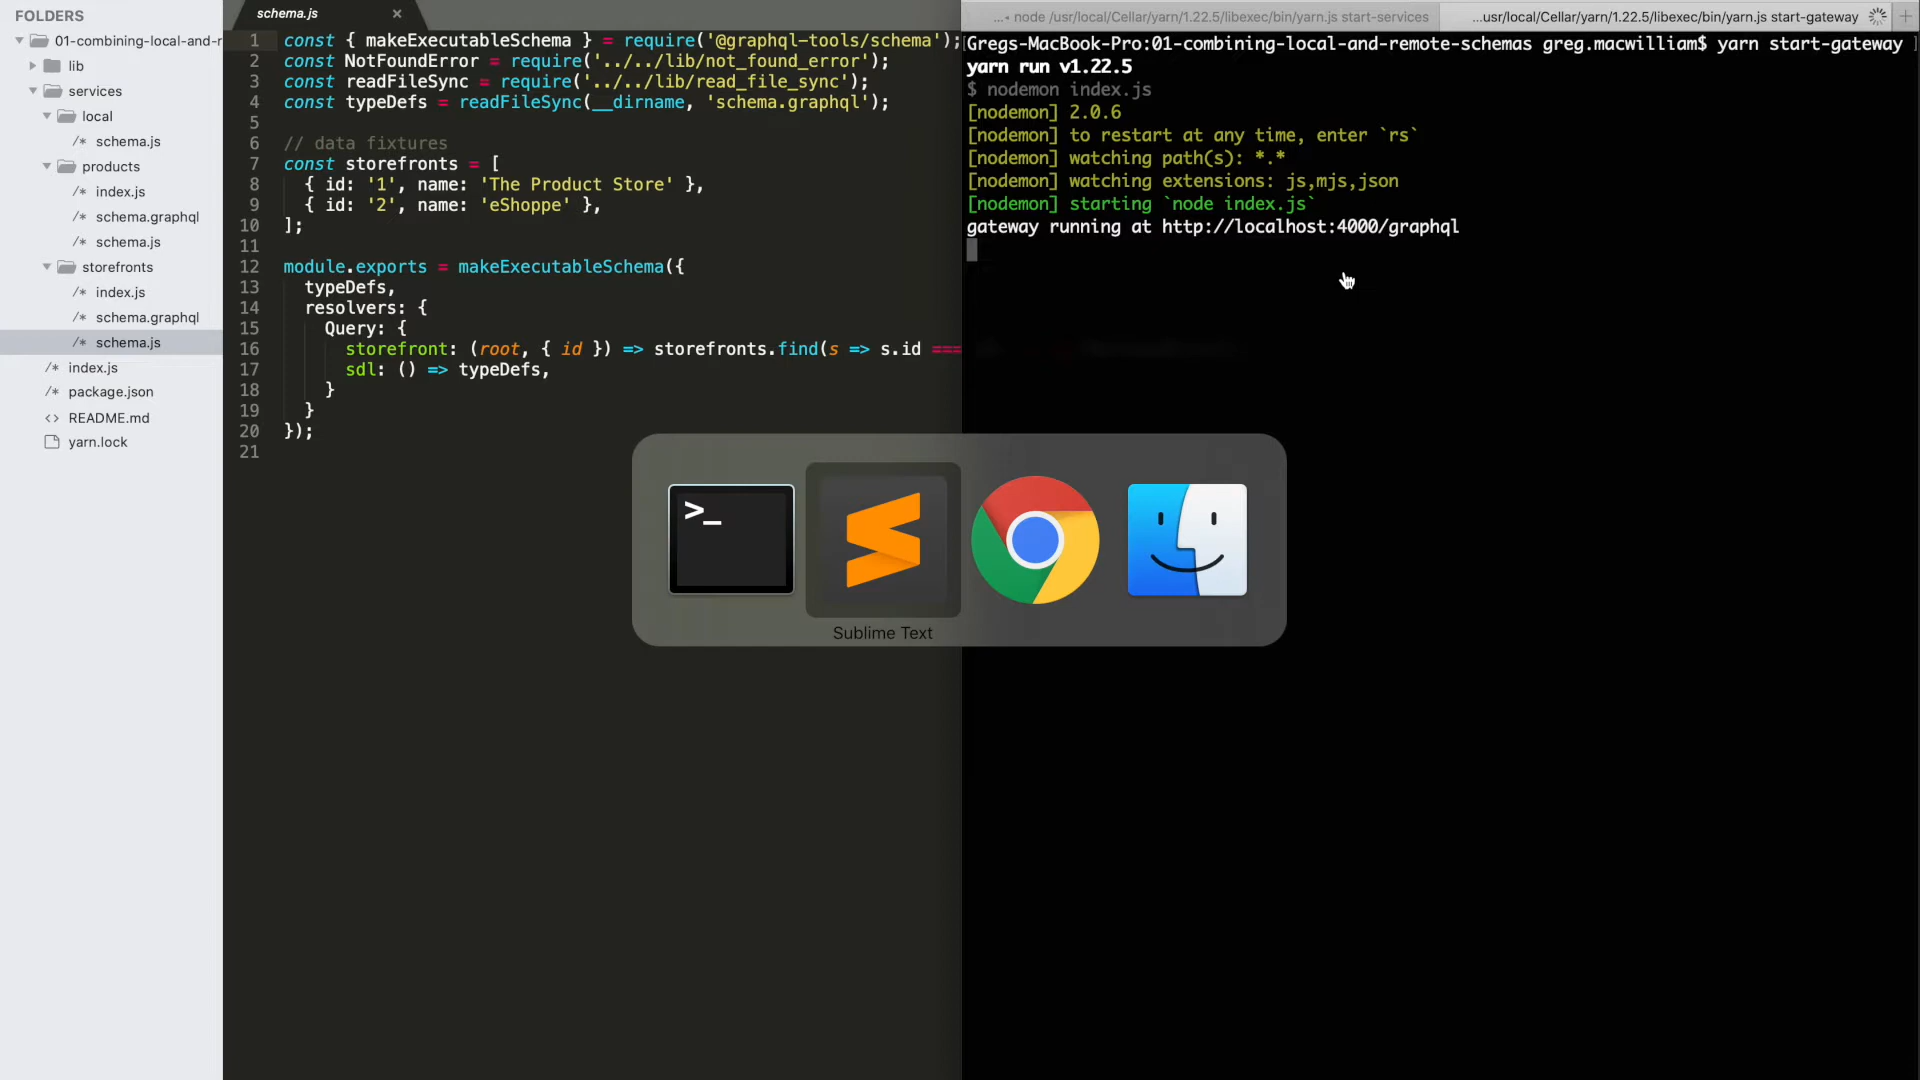 FOLDERS
01-combining-local-and-r
lib
services
local
schema.js
products
index.js
schema.graphql
schema.js
storefronts
index.js
schema.graphql
schema.js
index.js
package.json
README.md
yarn.lock
schema.js
1 const { makeExecutableSchema } = require('@graphql-tools/schema');
2 const NotFoundError = require('../../lib/not_found_error');
3 const readFileSync = require('../../lib/read_file_sync');
4 const typeDefs = readFileSync(__dirname, 'schema.graphql');
5
6 // data fixtures
7 const storefronts = [
8 { id: '1', name: 'The Product Store' },
9 { id: '2', name: 'eShoppe' },
10 ];
11
12 module.exports = makeExecutableSchema({
13 typeDefs,
14 resolvers: {
15 Query: {
16 storefront: (root, { id }) => storefronts.find(s => s.id ===
17 sdl: () => typeDefs,
18 }
19 }
20 });
21
...◂ node /usr/local/Cellar/yarn/1.22.5/libexec/bin/yarn.js start-services
...usr/local/Cellar/yarn/1.22.5/libexec/bin/yarn.js start-gateway
Gregs-MacBook-Pro:01-combining-local-and-remote-schemas greg.macwilliam$ yarn start-gateway
yarn run v1.22.5
$ nodemon index.js
[nodemon] 2.0.6
[nodemon] to restart at any time, enter `rs`
[nodemon] watching path(s): *.*
[nodemon] watching extensions: js,mjs,json
[nodemon] starting `node index.js`
gateway running at http://localhost:4000/graphql
>_
Sublime Text